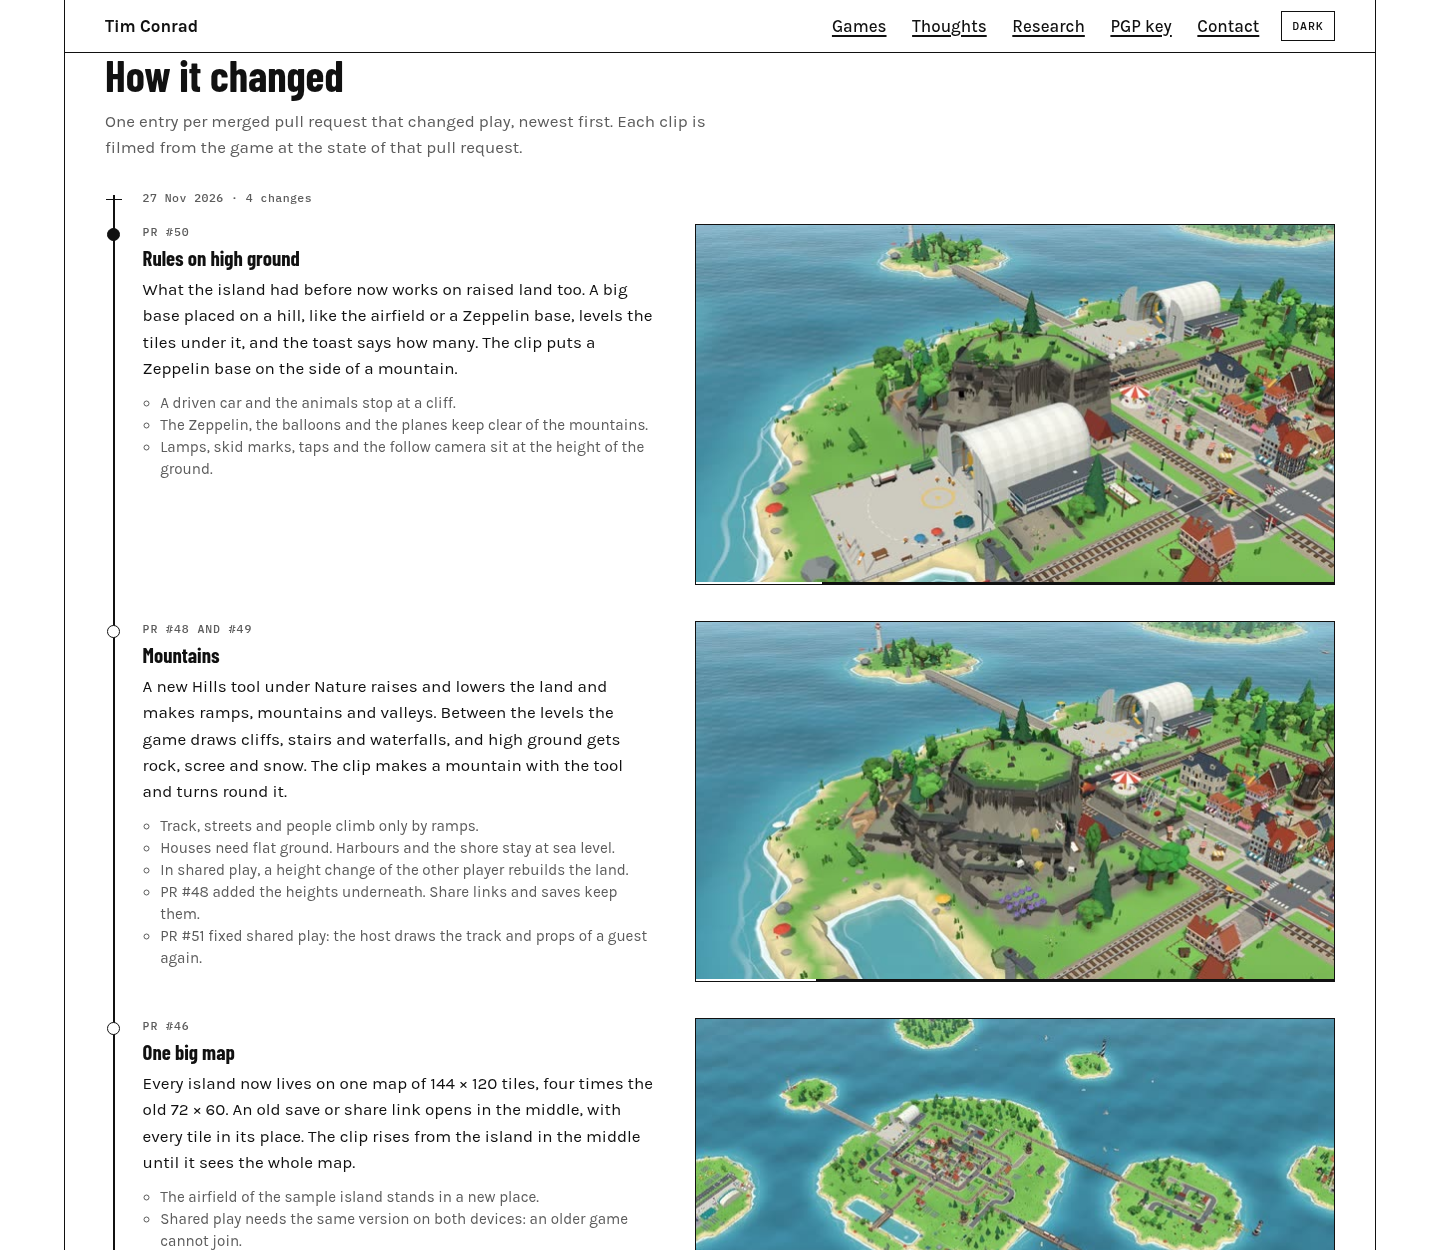 Tim Conrad
Games Thoughts Research PGP key Contact DARK
How it changed
One entry per merged pull request that changed play, newest first. Each clip is
filmed from the game at the state of that pull request.
27 Nov 2026 · 4 changes
PR #50
Rules on high ground
What the island had before now works on raised land too. A big
base placed on a hill, like the airfield or a Zeppelin base, levels the
tiles under it, and the toast says how many. The clip puts a
Zeppelin base on the side of a mountain.
A driven car and the animals stop at a cliff.
The Zeppelin, the balloons and the planes keep clear of the mountains.
Lamps, skid marks, taps and the follow camera sit at the height of the
ground.
PR #48 AND #49
Mountains
A new Hills tool under Nature raises and lowers the land and
makes ramps, mountains and valleys. Between the levels the
game draws cliffs, stairs and waterfalls, and high ground gets
rock, scree and snow. The clip makes a mountain with the tool
and turns round it.
Track, streets and people climb only by ramps.
Houses need flat ground. Harbours and the shore stay at sea level.
In shared play, a height change of the other player rebuilds the land.
PR #48 added the heights underneath. Share links and saves keep
them.
PR #51 fixed shared play: the host draws the track and props of a guest
again.
PR #46
One big map
Every island now lives on one map of 144 × 120 tiles, four times the
old 72 × 60. An old save or share link opens in the middle, with
every tile in its place. The clip rises from the island in the middle
until it sees the whole map.
The airfield of the sample island stands in a new place.
Shared play needs the same version on both devices: an older game
cannot join.